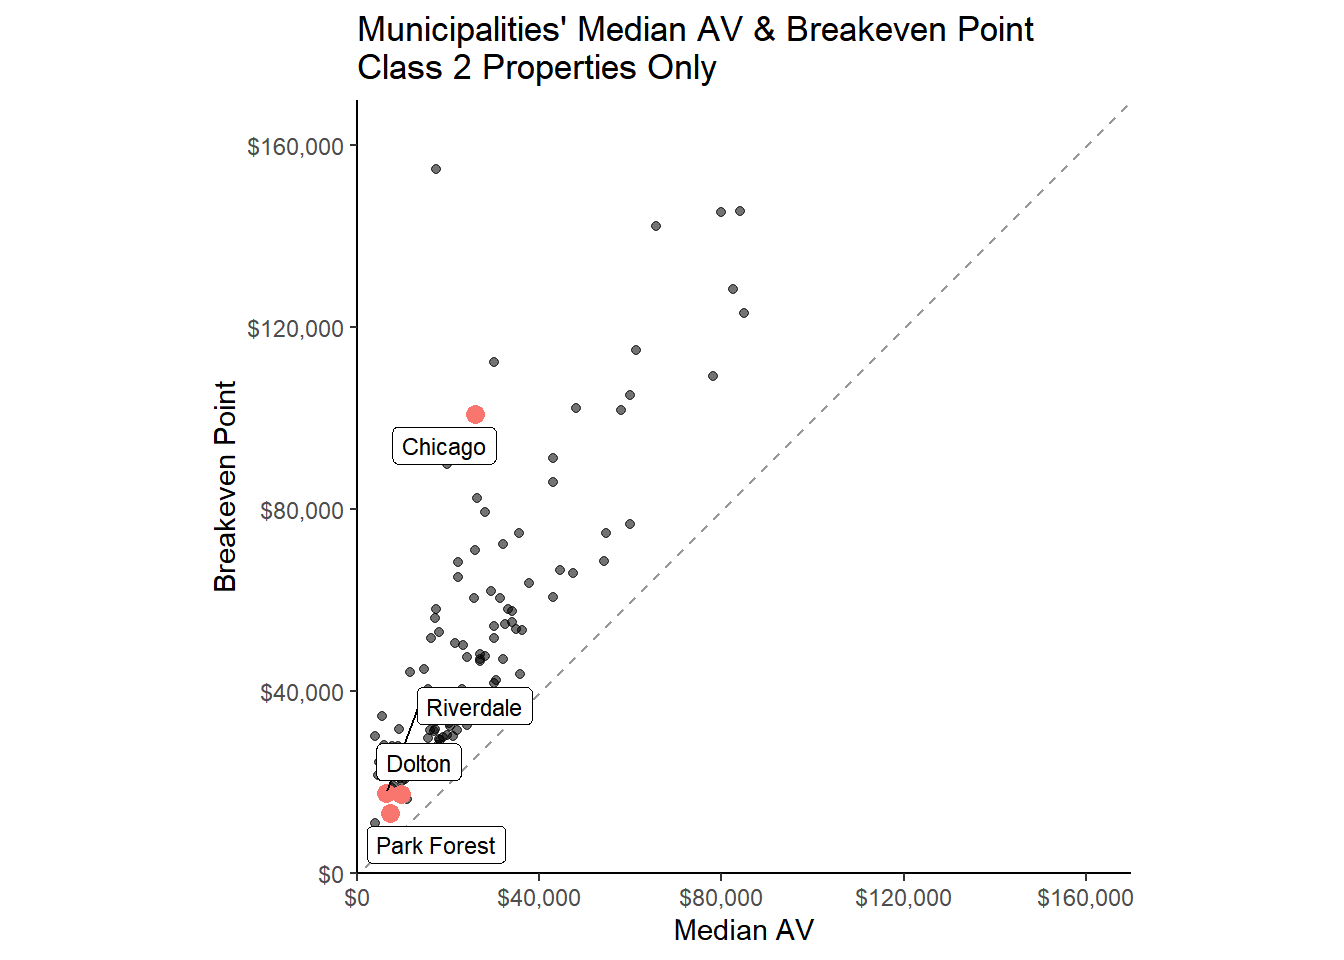 Municipalities' Median AV & Breakeven Point
Class 2 Properties Only
Breakeven Point
$160,000
$120,000
$80,000
$40,000
$0
Chicago
Riverdale
Dolton
Park Forest
$0
$40,000
$80,000
$120,000
$160,000
Median AV